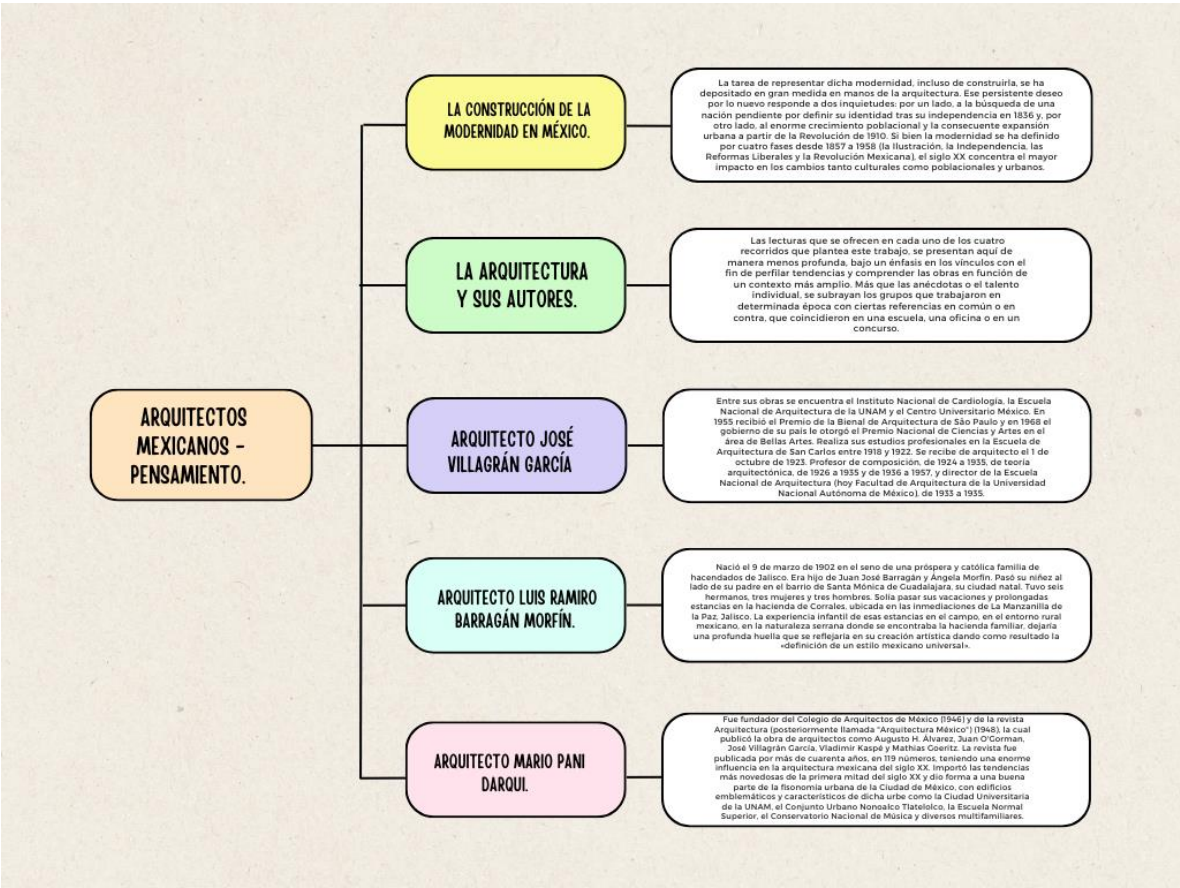 ARQUITECTOS
MEXICANOS -
PENSAMIENTO.
LA CONSTRUCCIÓN DE LA
MODERNIDAD EN MÉXICO.
La tarea de representar dicha modernidad, incluso de construirla, se ha
depositado en gran medida en manos de la arquitectura. Ese persistente deseo
por lo nuevo responde a dos inquietudes: por un lado, a la búsqueda de una
nación pendiente por definir su identidad tras su independencia en 1836 y, por
otro lado, al enorme crecimiento poblacional y la consecuente expansión
urbana a partir de la Revolución de 1910. Si bien la modernidad se ha definido
por cuatro fases desde 1857 a 1958 (la Ilustración, la Independencia, las
Reformas Liberales y la Revolución Mexicana), el siglo XX concentra el mayor
impacto en los cambios tanto culturales como poblacionales y urbanos.
LA ARQUITECTURA
Y SUS AUTORES.
Las lecturas que se ofrecen en cada uno de los cuatro
recorridos que plantea este trabajo, se presentan aquí de
manera menos profunda, bajo un énfasis en los vínculos con el
fin de perfilar tendencias y comprender las obras en función de
un contexto más amplio. Más que las anécdotas o el talento
individual, se subrayan los grupos que trabajaron en
determinada época con ciertas referencias en común o en
contra, que coincidieron en una escuela, una oficina o en un
concurso.
ARQUITECTO JOSÉ
VILLAGRÁN GARCÍA
Entre sus obras se encuentra el Instituto Nacional de Cardiología, la Escuela
Nacional de Arquitectura de la UNAM y el Centro Universitario México. En
1955 recibió el Premio de la Bienal de Arquitectura de São Paulo y en 1968 el
gobierno de su país le otorgó el Premio Nacional de Ciencias y Artes en el
área de Bellas Artes. Realiza sus estudios profesionales en la Escuela de
Arquitectura de San Carlos entre 1918 y 1922. Se recibe de arquitecto el 1 de
octubre de 1923. Profesor de composición, de 1924 a 1935, de teoría
arquitectónica, de 1926 a 1935 y de 1936 a 1957, y director de la Escuela
Nacional de Arquitectura (hoy Facultad de Arquitectura de la Universidad
Nacional Autónoma de México), de 1933 a 1935.
ARQUITECTO LUIS RAMIRO
BARRAGÁN MORFÍN.
Nació el 9 de marzo de 1902 en el seno de una próspera y católica familia de
hacendados de Jalisco. Era hijo de Juan José Barragán y Ángela Morfin. Pasó su niñez al
lado de su padre en el barrio de Santa Mónica de Guadalajara, su ciudad natal. Tuvo seis
hermanos, tres mujeres y tres hombres. Solía pasar sus vacaciones y prolongadas
estancias en la hacienda de Corrales, ubicada en las inmediaciones de La Manzanilla de
la Paz, Jalisco. La experiencia infantil de esas estancias en el campo, en el entorno rural
mexicano, en la naturaleza serrana donde se encontraba la hacienda familiar, dejaría
una profunda huella que se reflejaría en su creación artística dando como resultado la
«definición de un estilo mexicano universal».
ARQUITECTO MARIO PANI
DARQUI.
Fue fundador del Colegio de Arquitectos de México (1946) y de la revista
Arquitectura (posteriormente llamada "Arquitectura México") (1948), la cual
publicó la obra de arquitectos como Augusto H. Álvarez, Juan O'Gorman,
José Villagrán García, Vladimir Kaspé y Mathias Goeritz. La revista fue
publicada por más de cuarenta años, en 119 números, teniendo una enorme
influencia en la arquitectura mexicana del siglo XX. Importó las tendencias
más novedosas de la primera mitad del siglo XX y dio forma a una buena
parte de la fisonomía urbana de la Ciudad de México, con edificios
emblemáticos y característicos de dicha urbe como la Ciudad Universitaria
de la UNAM, el Conjunto Urbano Nonoalco Tlatelolco, la Escuela Normal
Superior, el Conservatorio Nacional de Música y diversos multifamiliares.